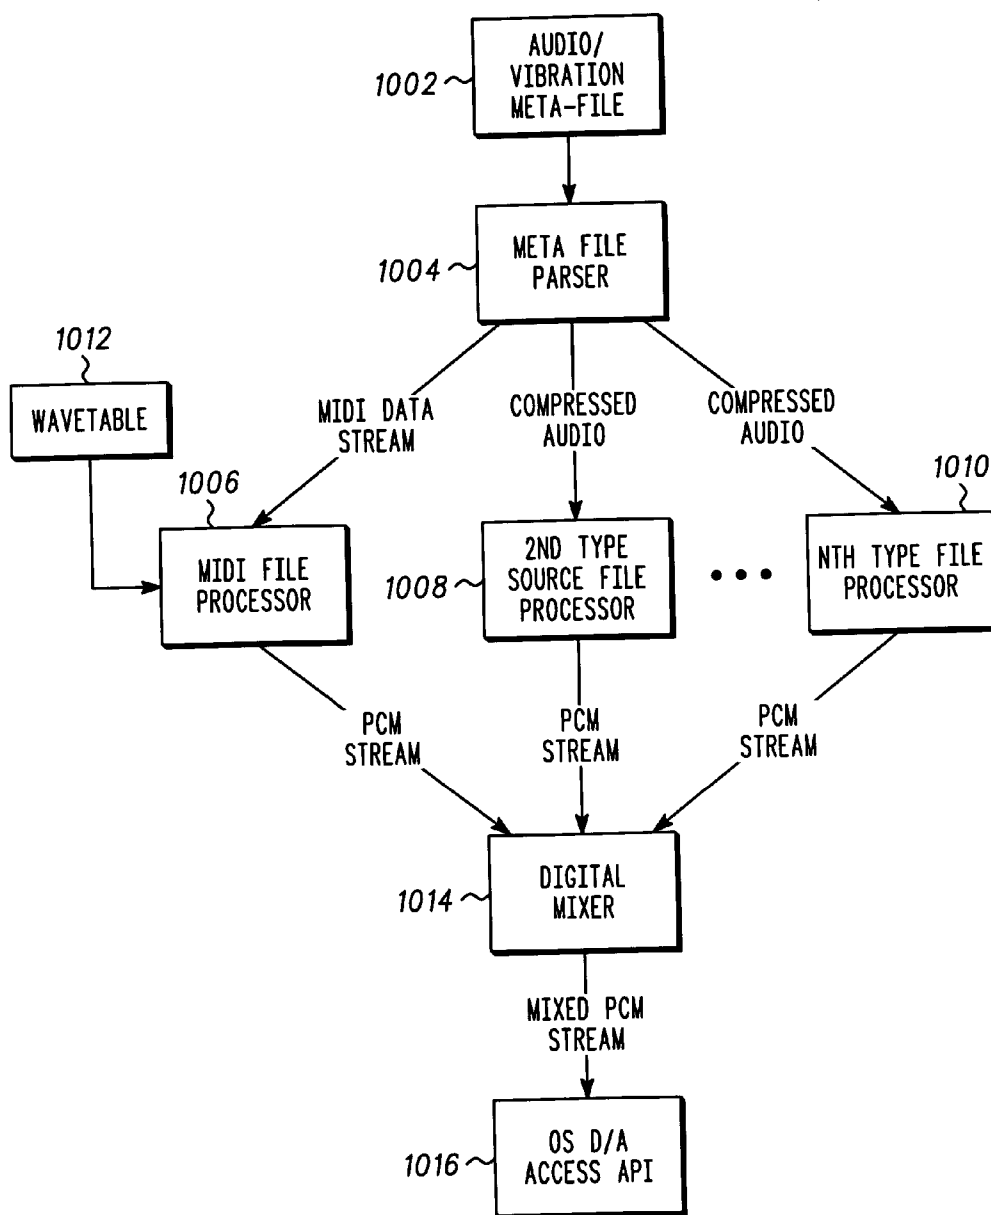 AUDIO/
VIBRATION
META-FILE
1002
META FILE
PARSER
1004
1012
WAVETABLE
MIDI DATA
STREAM
COMPRESSED
AUDIO
COMPRESSED
AUDIO
1006
MIDI FILE
PROCESSOR
1008
2ND TYPE
SOURCE FILE
PROCESSOR
1010
NTH TYPE FILE
PROCESSOR
PCM
STREAM
PCM
STREAM
PCM
STREAM
1014
DIGITAL
MIXER
MIXED PCM
STREAM
1016
OS D/A
ACCESS API